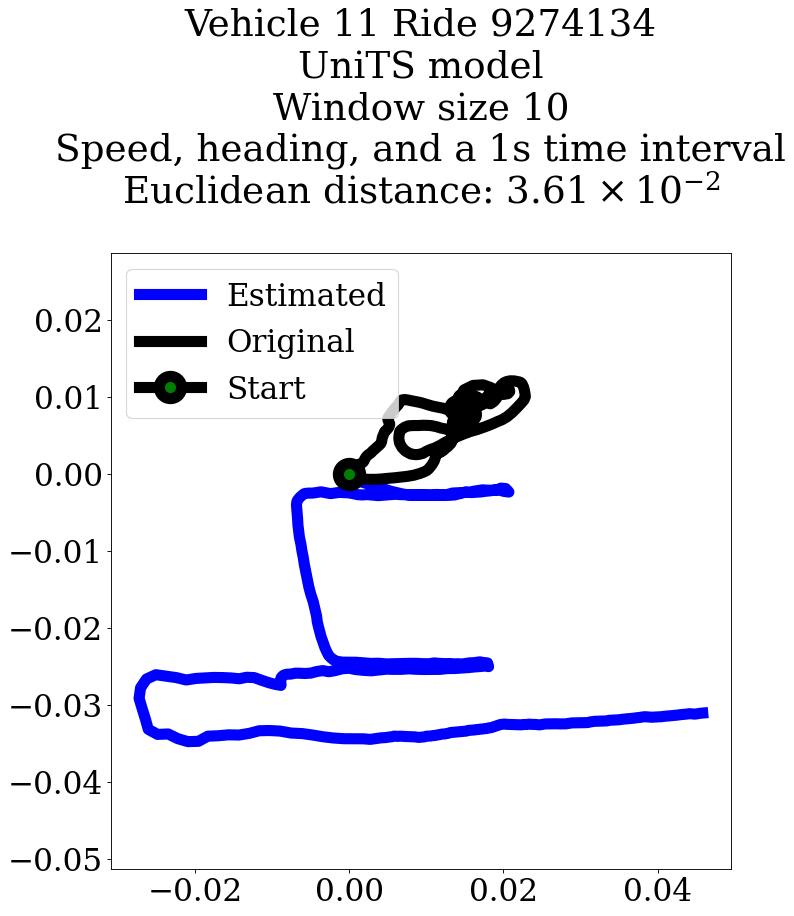 Vehicle 11 Ride 9274134
UniTS model
Window size 10
Speed, heading, and a 1s time interval
Euclidean distance: 3.61 × 10⁻²
Estimated
Original
Start
0.02
0.01
0.00
−0.01
−0.02
−0.03
−0.04
−0.05
−0.02 0.00 0.02 0.04